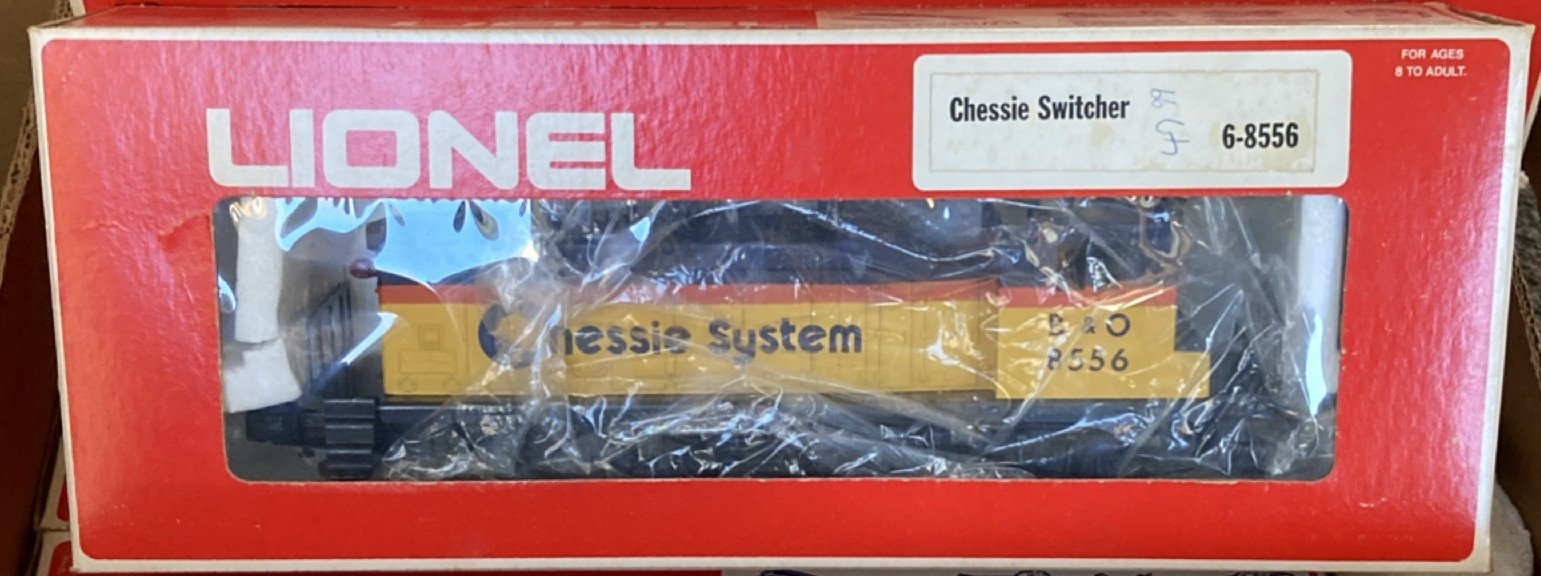 FOR AGES
8 TO ADULT.
LIONEL
Chessie Switcher
6-8556
Chessie System
B & O
8556